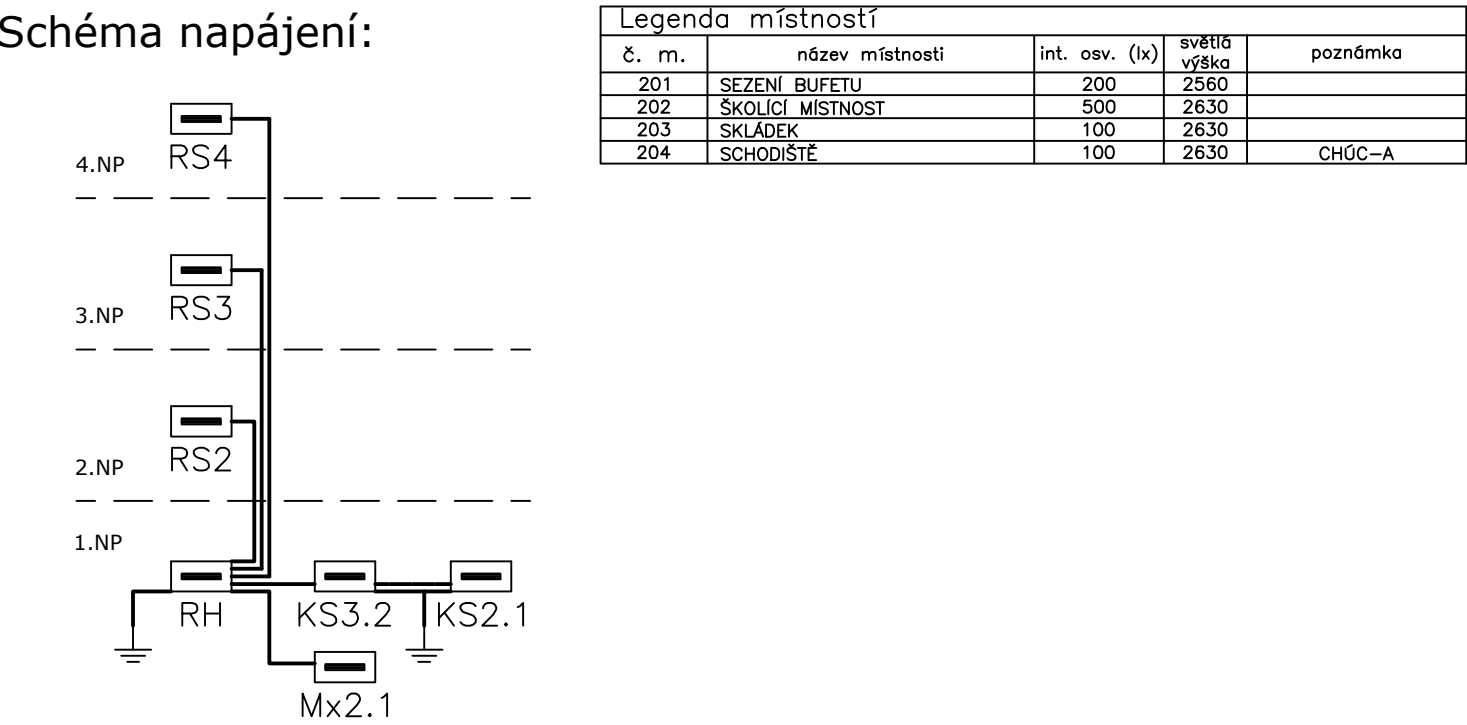 Schéma napájení:
RS4
4.NP
RS3
3.NP
RS2
2.NP
1.NP
RH
KS3.2
KS2.1
Mx2.1
Legenda místností
č. m. název místnosti int. osv. (lx) světlá výška poznámka
201 SEZENÍ BUFETU 200 2560
202 ŠKOLÍCÍ MÍSTNOST 500 2630
203 SKLÁDEK 100 2630
204 SCHODIŠTĚ 100 2630 CHÚC-A